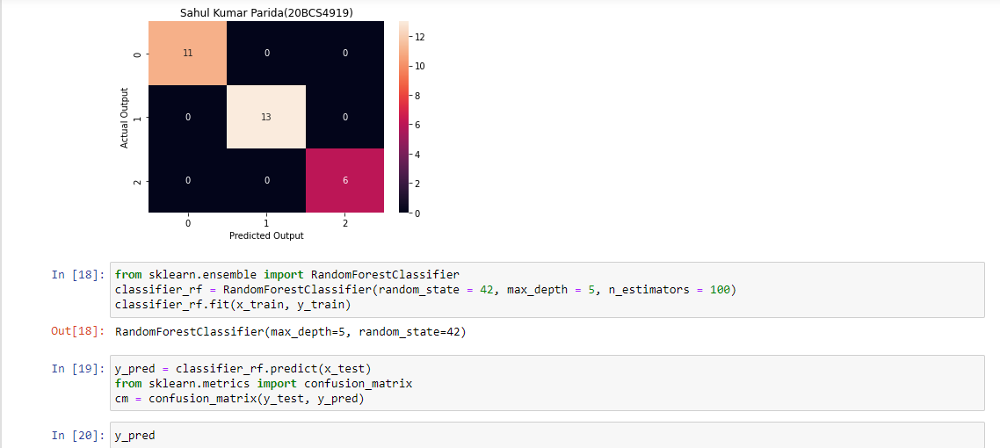 Sahul Kumar Parida(20BCS4919)
12
10
8
6
4
2
0
Actual Output
0
1
2
11 0 0
0 13 0
0 0 6
0 1 2
Predicted Output
In [18]: from sklearn.ensemble import RandomForestClassifier
classifier_rf = RandomForestClassifier(random_state = 42, max_depth = 5, n_estimators = 100)
classifier_rf.fit(x_train, y_train)
Out[18]: RandomForestClassifier(max_depth=5, random_state=42)
In [19]: y_pred = classifier_rf.predict(x_test)
from sklearn.metrics import confusion_matrix
cm = confusion_matrix(y_test, y_pred)
In [20]: y_pred